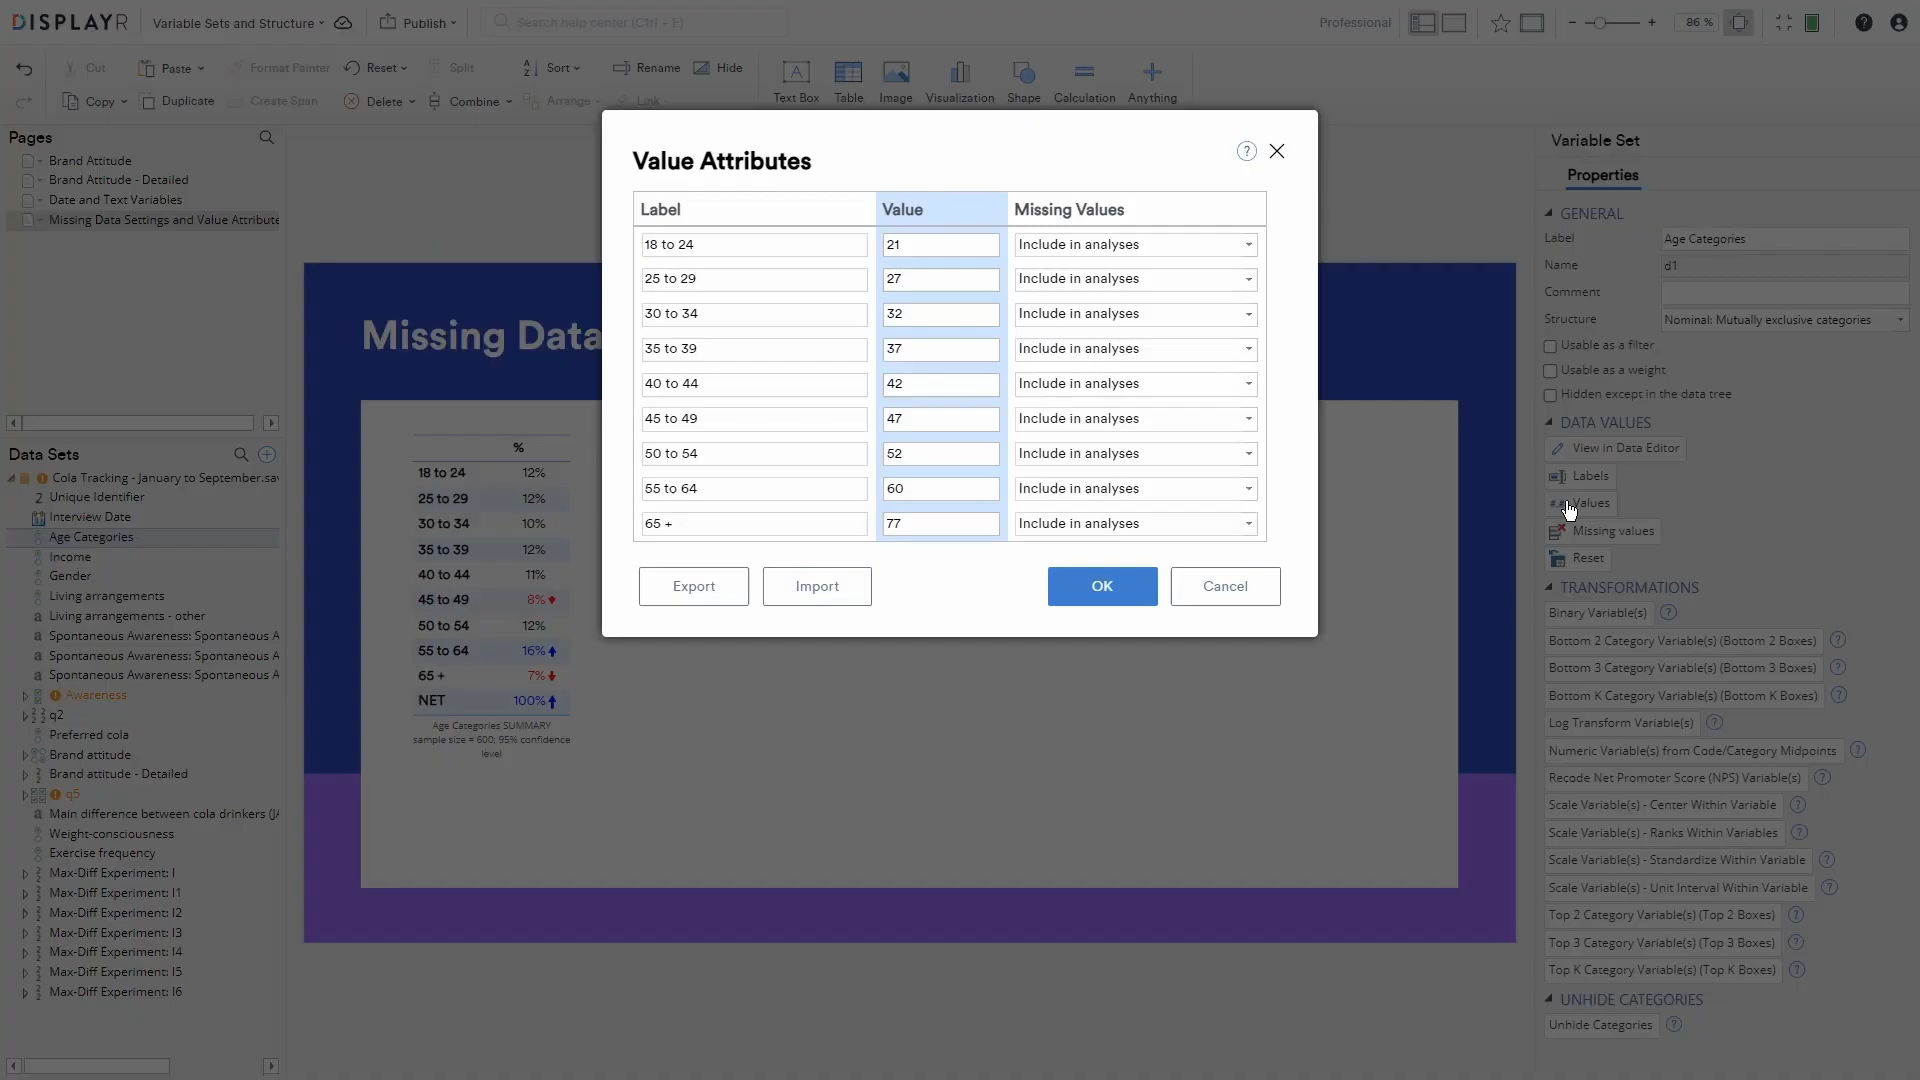 DISPLAYR
Variable Sets and Structure
Publish
Search help center (Ctrl + E)
Professional
86 %
Cut
Paste
Format Painter
Reset
Split
Sort
Rename
Hide
Copy
Duplicate
Create Span
Delete
Combine
Arrange
Link
Text Box
Table
Image
Visualization
Shape
Calculation
Anything
Pages
Brand Attitude
Brand Attitude - Detailed
Date and Text Variables
Missing Data Settings and Value Attribute
Data Sets
Cola Tracking - January to September.sav
Unique Identifier
Interview Date
Age Categories
Income
Gender
Living arrangements
Living arrangements - other
Spontaneous Awareness: Spontaneous A
Spontaneous Awareness: Spontaneous A
Spontaneous Awareness: Spontaneous A
Awareness
q2
Preferred cola
Brand attitude
Brand attitude - Detailed
q5
Main difference between cola drinkers (
Weight-consciousness
Exercise frequency
Max-Diff Experiment: I
Max-Diff Experiment: I1
Max-Diff Experiment: I2
Max-Diff Experiment: I3
Max-Diff Experiment: I4
Max-Diff Experiment: I5
Max-Diff Experiment: I6
Missing Data
%
18 to 24 12%
25 to 29 12%
30 to 34 10%
35 to 39 12%
40 to 44 11%
45 to 49 8%
50 to 54 12%
55 to 64 16%
65 + 7%
NET 100%
Age Categories SUMMARY
sample size = 600; 95% confidence
level
Value Attributes
Label Value Missing Values
18 to 24 21 Include in analyses
25 to 29 27 Include in analyses
30 to 34 32 Include in analyses
35 to 39 37 Include in analyses
40 to 44 42 Include in analyses
45 to 49 47 Include in analyses
50 to 54 52 Include in analyses
55 to 64 60 Include in analyses
65 + 77 Include in analyses
Export
Import
OK
Cancel
Variable Set
Properties
GENERAL
Label Age Categories
Name d1
Comment
Structure Nominal: Mutually exclusive categories
Usable as a filter
Usable as a weight
Hidden except in the data tree
DATA VALUES
View in Data Editor
Labels
Values
Missing values
Reset
TRANSFORMATIONS
Binary Variable(s)
Bottom 2 Category Variable(s) (Bottom 2 Boxes)
Bottom 3 Category Variable(s) (Bottom 3 Boxes)
Bottom K Category Variable(s) (Bottom K Boxes)
Log Transform Variable(s)
Numeric Variable(s) from Code/Category Midpoints
Recode Net Promoter Score (NPS) Variable(s)
Scale Variable(s) - Center Within Variable
Scale Variable(s) - Ranks Within Variables
Scale Variable(s) - Standardize Within Variable
Scale Variable(s) - Unit Interval Within Variable
Top 2 Category Variable(s) (Top 2 Boxes)
Top 3 Category Variable(s) (Top 3 Boxes)
Top K Category Variable(s) (Top K Boxes)
UNHIDE CATEGORIES
Unhide Categories